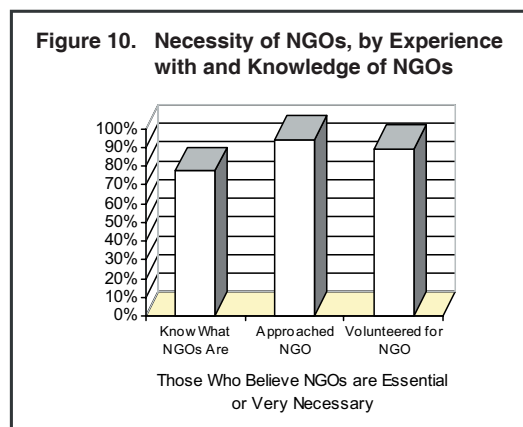 Figure 10. Necessity of NGOs, by Experience
with and Knowledge of NGOs
100%
90%
80%
70%
60%
50%
40%
30%
20%
10%
0%
Know What
NGOs Are
Approached
NGO
Volunteered for
NGO
Those Who Believe NGOs are Essential
or Very Necessary